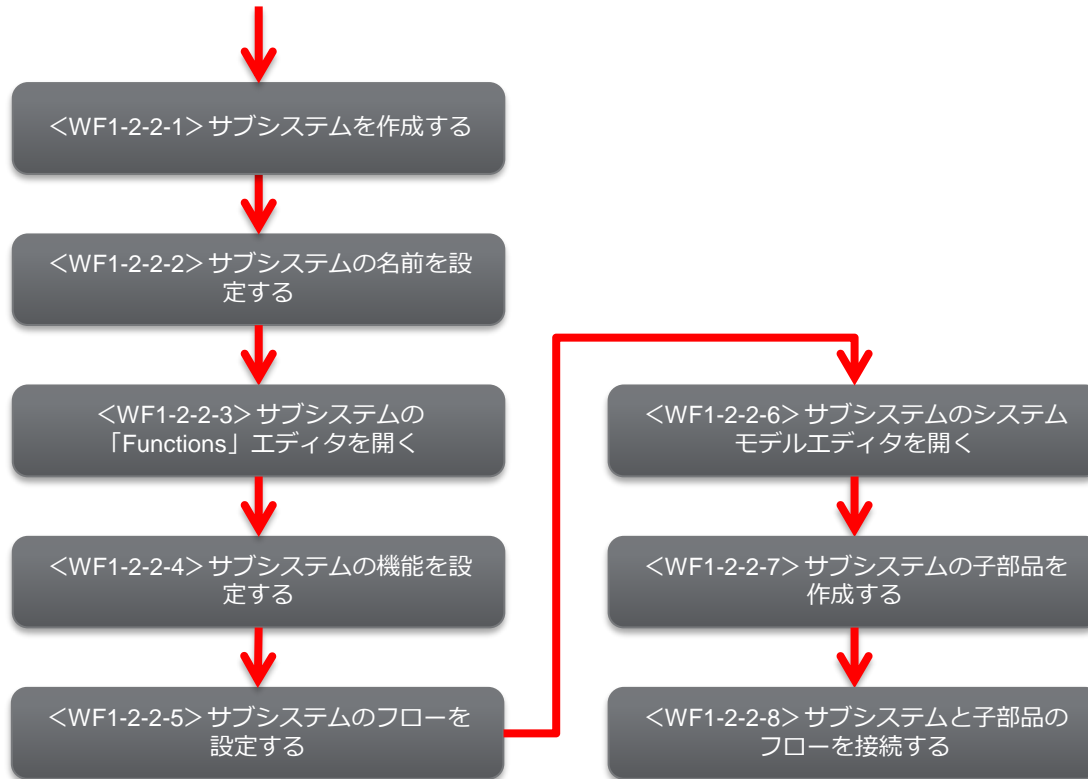 <WF1-2-2-1>サブシステムを作成する
<WF1-2-2-2>サブシステムの名前を設
定する
<WF1-2-2-3>サブシステムの
「Functions」エディタを開く
<WF1-2-2-4>サブシステムの機能を設
定する
<WF1-2-2-5>サブシステムのフローを
設定する
<WF1-2-2-6>サブシステムのシステム
モデルエディタを開く
<WF1-2-2-7>サブシステムの子部品を
作成する
<WF1-2-2-8>サブシステムと子部品の
フローを接続する